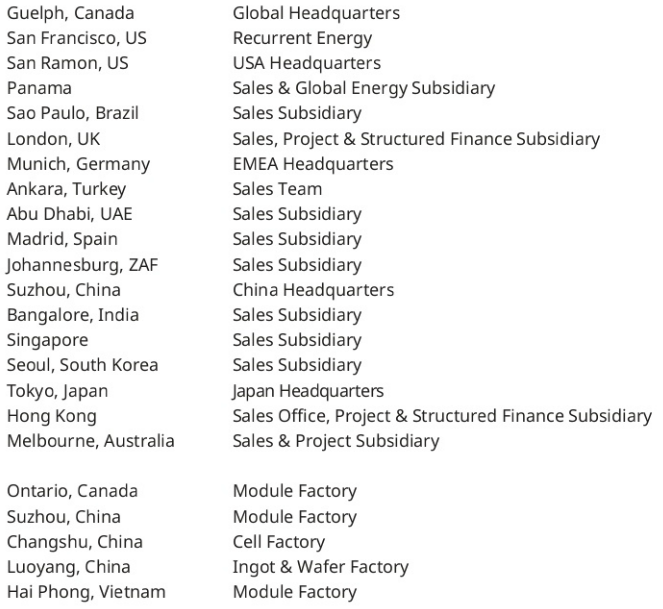 Guelph, Canada Global Headquarters
San Francisco, US Recurrent Energy
San Ramon, US USA Headquarters
Panama Sales & Global Energy Subsidiary
Sao Paulo, Brazil Sales Subsidiary
London, UK Sales, Project & Structured Finance Subsidiary
Munich, Germany EMEA Headquarters
Ankara, Turkey Sales Team
Abu Dhabi, UAE Sales Subsidiary
Madrid, Spain Sales Subsidiary
Johannesburg, ZAF Sales Subsidiary
Suzhou, China China Headquarters
Bangalore, India Sales Subsidiary
Singapore Sales Subsidiary
Seoul, South Korea Sales Subsidiary
Tokyo, Japan Japan Headquarters
Hong Kong Sales Office, Project & Structured Finance Subsidiary
Melbourne, Australia Sales & Project Subsidiary
Ontario, Canada Module Factory
Suzhou, China Module Factory
Changshu, China Cell Factory
Luoyang, China Ingot & Wafer Factory
Hai Phong, Vietnam Module Factory